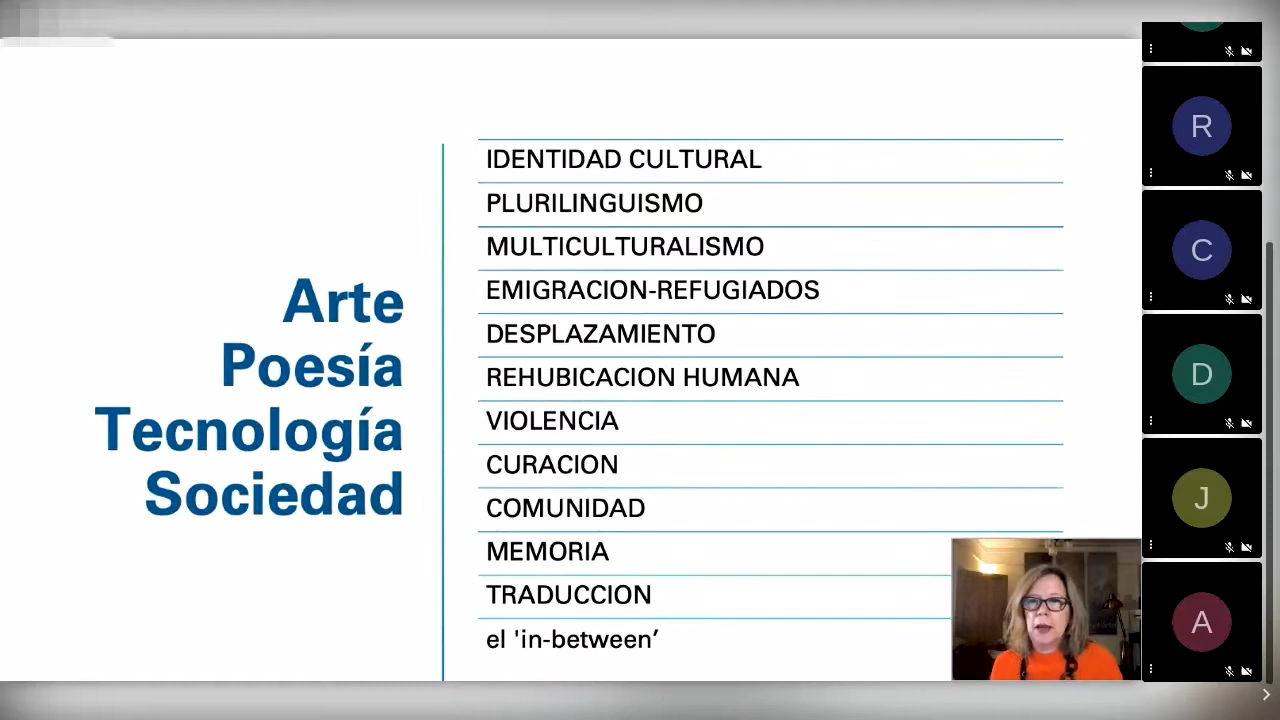 Arte
Poesía
Tecnología
Sociedad
IDENTIDAD CULTURAL
PLURILINGUISMO
MULTICULTURALISMO
EMIGRACION-REFUGIADOS
DESPLAZAMIENTO
REHUBICACION HUMANA
VIOLENCIA
CURACION
COMUNIDAD
MEMORIA
TRADUCCION
el 'in-between’
R
C
D
J
A